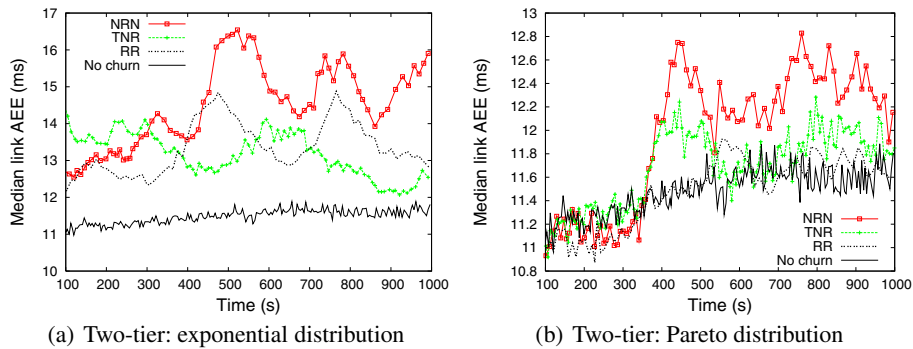 NRN
TNR
RR
No churn
Median link AEE (ms)
17
16
15
14
13
12
11
10
100 200 300 400 500 600 700 800 900 1000
Time (s)
(a) Two-tier: exponential distribution
Median link AEE (ms)
13
12.8
12.6
12.4
12.2
12
11.8
11.6
11.4
11.2
11
10.8
NRN
TNR
RR
No churn
100 200 300 400 500 600 700 800 900 1000
Time (s)
(b) Two-tier: Pareto distribution